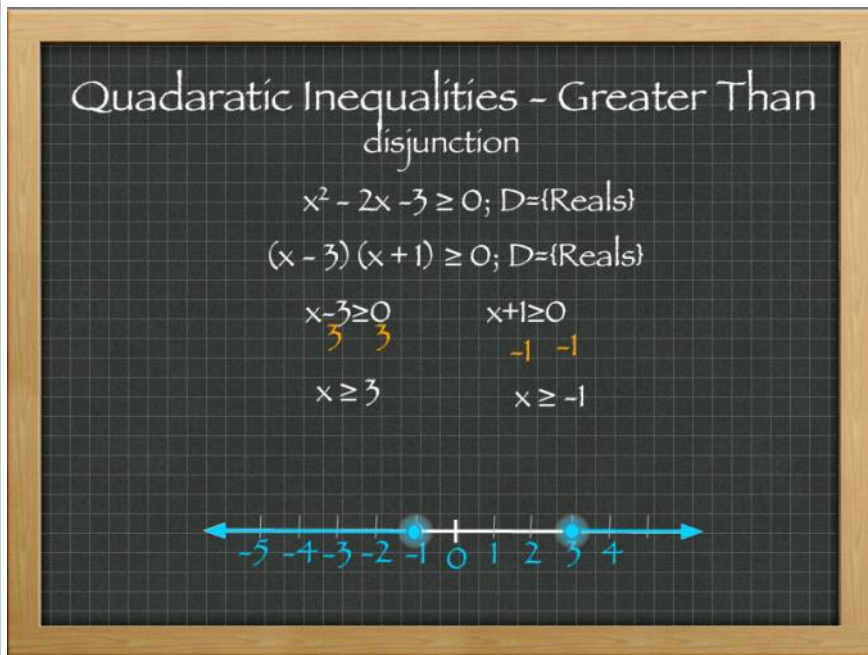 Quadaratic Inequalities - Greater Than
disjunction
x² - 2x -3 ≥ 0; D={Reals}
(x - 3) (x + 1) ≥ 0; D={Reals}
x-3≥0 x+1≥0
3 3 -1 -1
x ≥ 3 x ≥ -1
-5 -4 -3 -2 -1 0 1 2 3 4